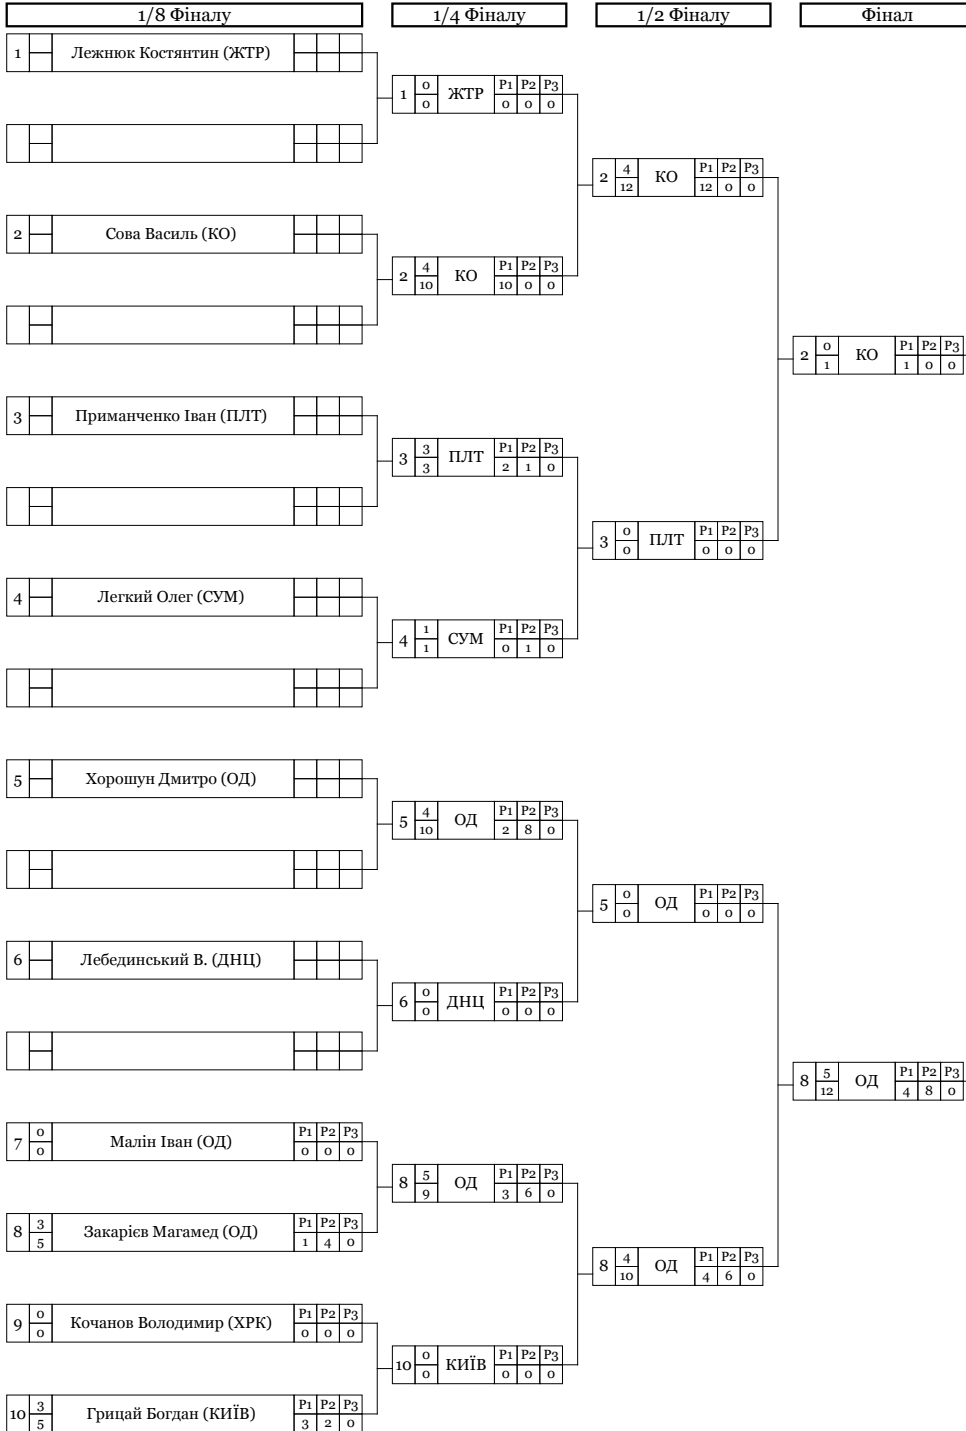 1/8 Фіналу 1/4 Фіналу 1/2 Фіналу Фінал
1 Лежнюк Костянтин (ЖТР)
1 0 ЖТР P1 P2 P3
0 0 0 0
2 4 КО P1 P2 P3
12 12 0 0
2 Сова Василь (КО)
2 4 КО P1 P2 P3
10 10 0 0
2 0 КО P1 P2 P3
1 1 0 0
3 Приманченко Іван (ПЛТ)
3 3 ПЛТ P1 P2 P3
3 2 1 0
3 0 ПЛТ P1 P2 P3
0 0 0 0
4 Легкий Олег (СУМ)
4 1 СУМ P1 P2 P3
1 0 1 0
5 Хорошун Дмитро (ОД)
5 4 ОД P1 P2 P3
10 2 8 0
5 0 ОД P1 P2 P3
0 0 0 0
6 Лебединський В. (ДНЦ)
6 0 ДНЦ P1 P2 P3
0 0 0 0
8 5 ОД P1 P2 P3
12 4 8 0
7 0 Малін Іван (ОД) P1 P2 P3
0 0 0 0
8 5 ОД P1 P2 P3
9 3 6 0
8 3 Закарієв Магамед (ОД) P1 P2 P3
5 1 4 0
8 4 ОД P1 P2 P3
10 4 6 0
9 0 Кочанов Володимир (ХРК) P1 P2 P3
0 0 0 0
10 0 КИЇВ P1 P2 P3
0 0 0 0
10 3 Грицай Богдан (КИЇВ) P1 P2 P3
5 3 2 0